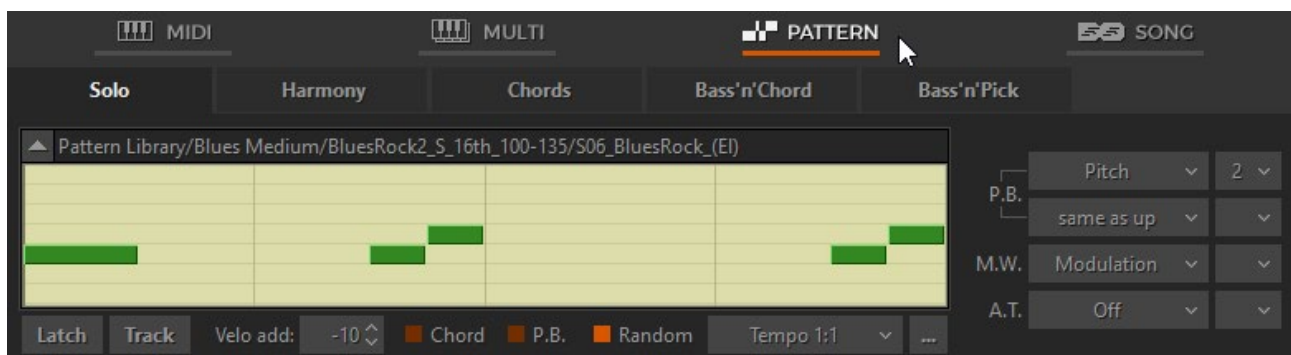 MIDI MULTI PATTERN SONG
Solo Harmony Chords Bass'n'Chord Bass'n'Pick
Pattern Library/Blues Medium/BluesRock2_S_16th_100-135/S06_BluesRock_(EI)
P.B. Pitch 2
same as up
M.W. Modulation
A.T. Off
Latch Track Velo add: -10 Chord P.B. Random Tempo 1:1 ...